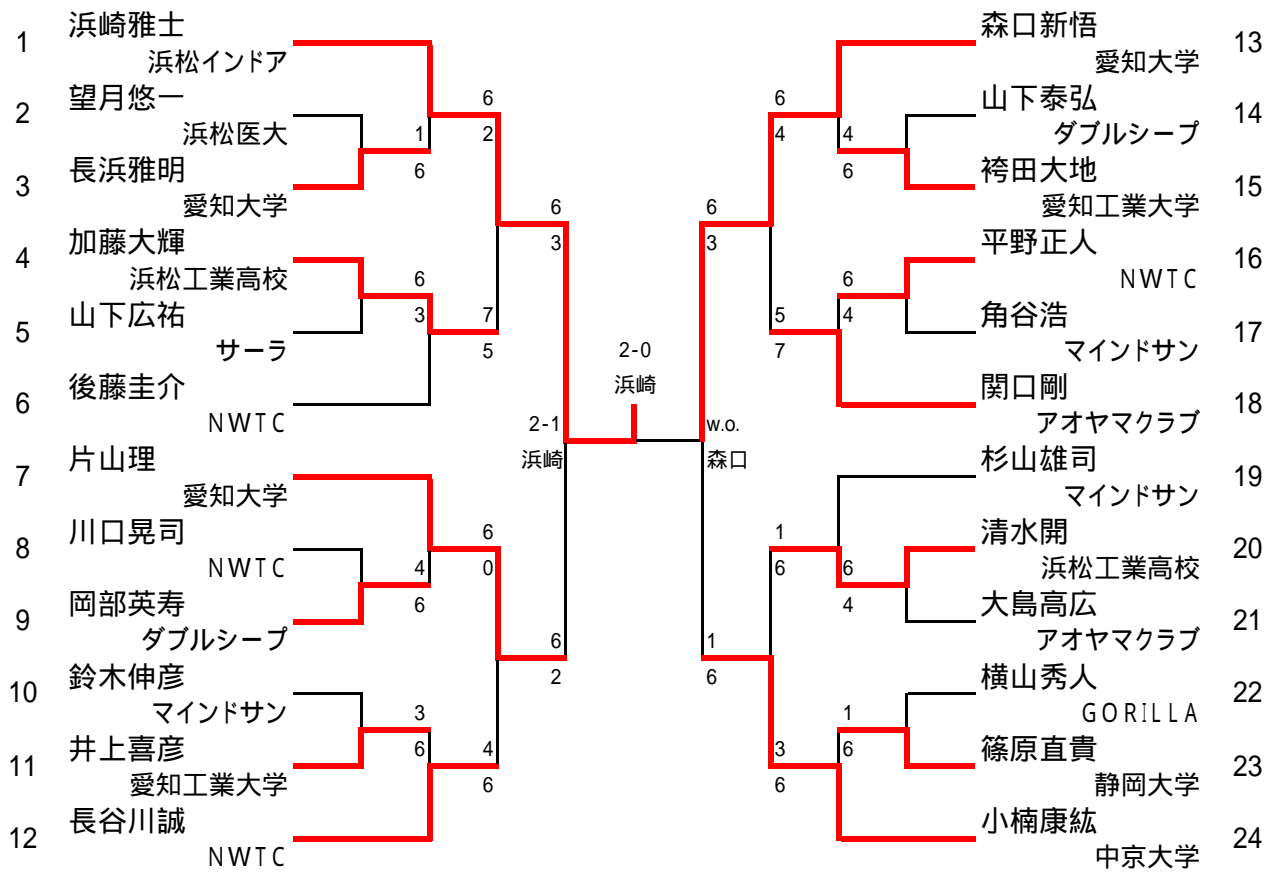 1
浜崎雅士
浜松インドア
2
望月悠一
浜松医大
3
長浜雅明
愛知大学
4
加藤大輝
浜松工業高校
5
山下広祐
サーラ
6
後藤圭介
NWTC
7
片山理
愛知大学
8
川口晃司
NWTC
9
岡部英寿
ダブルシープ
10
鈴木伸彦
マインドサン
11
井上喜彦
愛知工業大学
12
長谷川誠
NWTC
1
6
6
3
4
6
3
6
6
2
7
5
6
0
4
6
6
3
6
2
2-1
浜崎
2-0
浜崎
w.o.
森口
6
3
1
6
6
4
5
7
1
6
3
6
4
6
6
4
6
4
1
6
森口新悟
13
愛知大学
山下泰弘
14
ダブルシープ
袴田大地
15
愛知工業大学
平野正人
16
NWTC
角谷浩
17
マインドサン
関口剛
18
アオヤマクラブ
杉山雄司
19
マインドサン
清水開
20
浜松工業高校
大島高広
21
アオヤマクラブ
横山秀人
22
GORILLA
篠原直貴
23
静岡大学
小楠康紘
24
中京大学